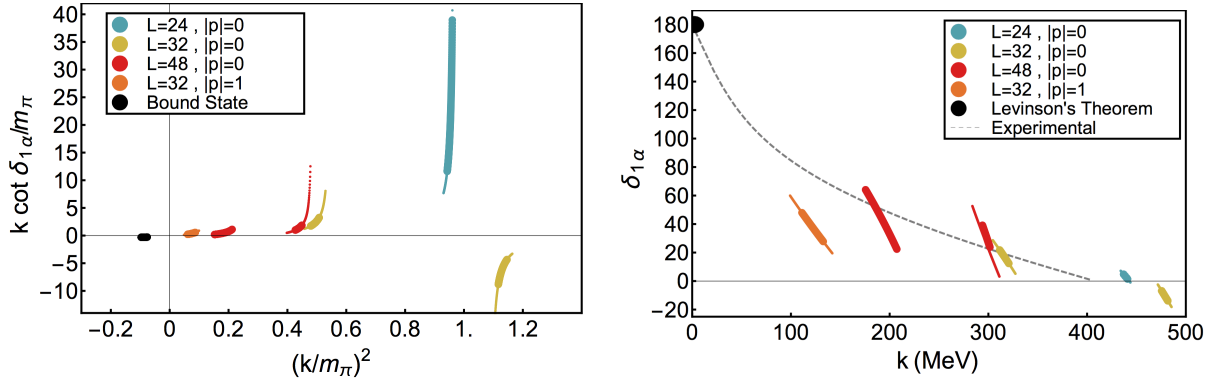 k cot δ1α/mπ
40
35
30
25
20
15
10
5
0
−5
−10
L=24 , |p|=0
L=32 , |p|=0
L=48 , |p|=0
L=32 , |p|=1
Bound State
−0.2 0 0.2 0.4 0.6 0.8 1. 1.2
(k/mπ)²
δ1α
180
160
140
120
100
80
60
40
20
0
−20
L=24 , |p|=0
L=32 , |p|=0
L=48 , |p|=0
L=32 , |p|=1
Levinson's Theorem
Experimental
0 100 200 300 400 500
k (MeV)